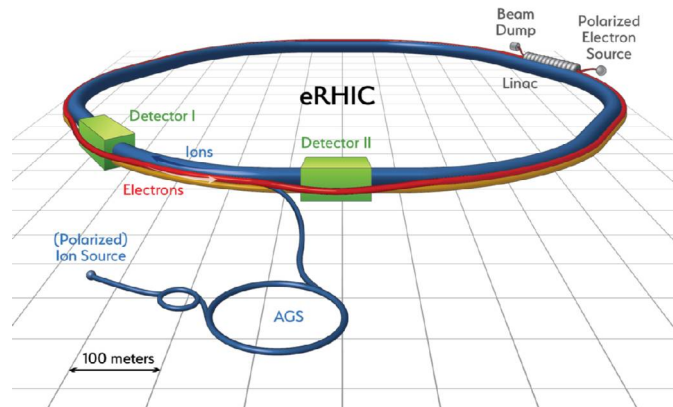 Beam
Dump
Polarized
Electron
Source
Linac
eRHIC
Detector I
Detector II
Ions
Electrons
(Polarized)
Ion Source
AGS
100 meters